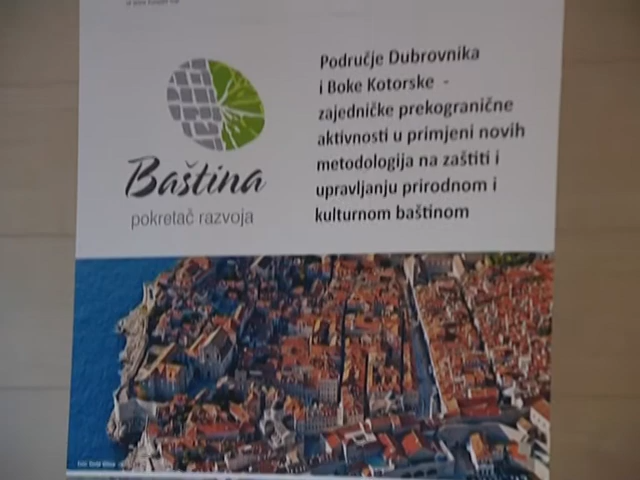 Baština
pokretač razvoja
Područje Dubrovnika
i Boke Kotorske -
zajedničke prekogranične
aktivnosti u primjeni novih
metodologija na zaštiti i
upravljanju prirodnom i
kulturnom baštinom